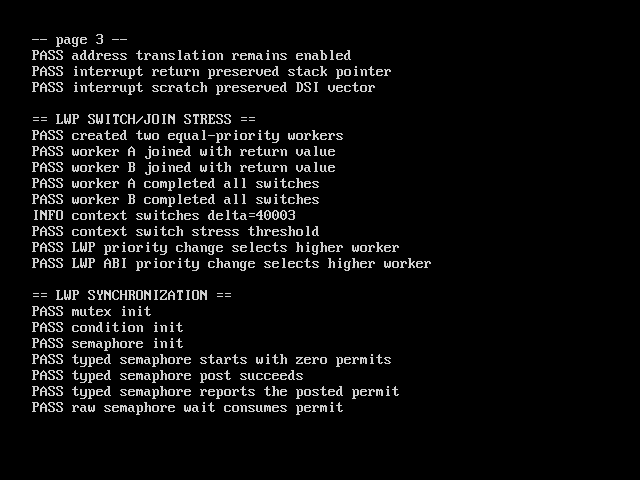 -- page 3 --
PASS address translation remains enabled
PASS interrupt return preserved stack pointer
PASS interrupt scratch preserved DSI vector
== LWP SWITCH/JOIN STRESS ==
PASS created two equal-priority workers
PASS worker A joined with return value
PASS worker B joined with return value
PASS worker A completed all switches
PASS worker B completed all switches
INFO context switches delta=40003
PASS context switch stress threshold
PASS LWP priority change selects higher worker
PASS LWP ABI priority change selects higher worker
== LWP SYNCHRONIZATION ==
PASS mutex init
PASS condition init
PASS semaphore init
PASS typed semaphore starts with zero permits
PASS typed semaphore post succeeds
PASS typed semaphore reports the posted permit
PASS raw semaphore wait consumes permit